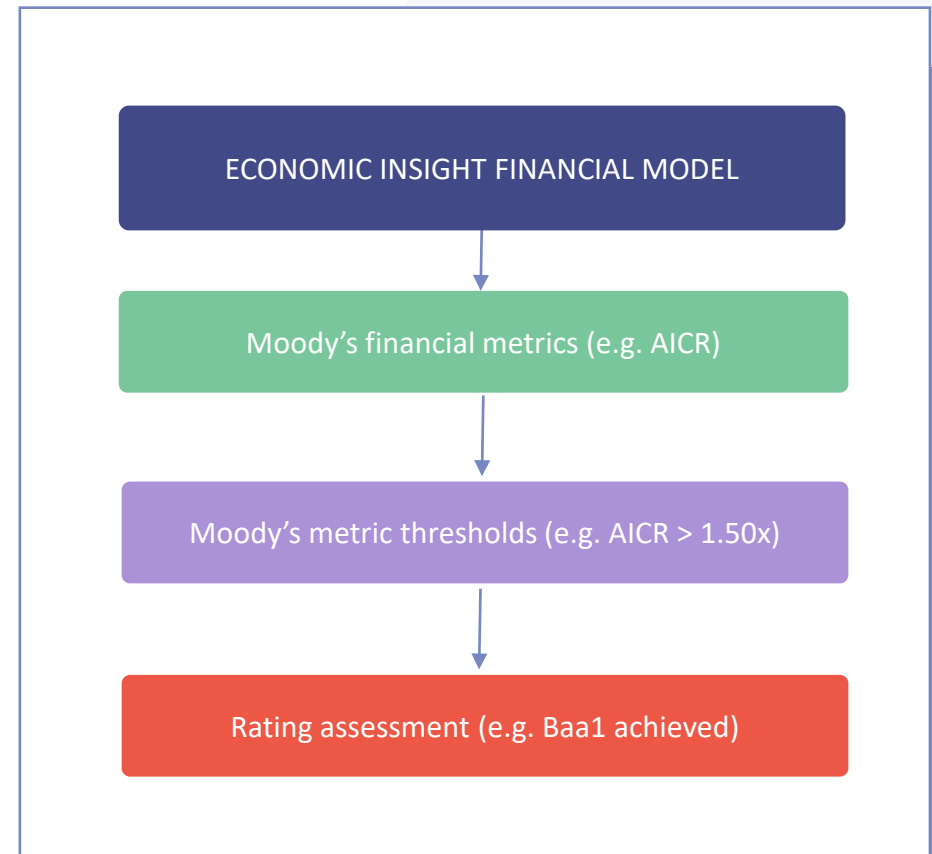 ECONOMIC INSIGHT FINANCIAL MODEL
Moody’s financial metrics (e.g. AICR)
Moody’s metric thresholds (e.g. AICR > 1.50x)
Rating assessment (e.g. Baa1 achieved)